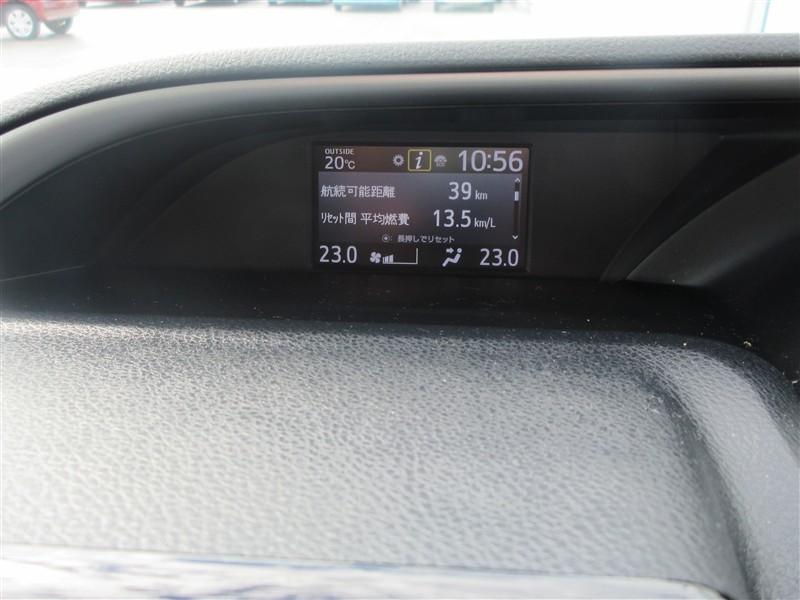 OUTSIDE
20℃ i 10:56
航続可能距離 39 km
ﾘｾｯﾄ間 平均燃費 13.5 km/L
長押しでリセット
23.0 23.0